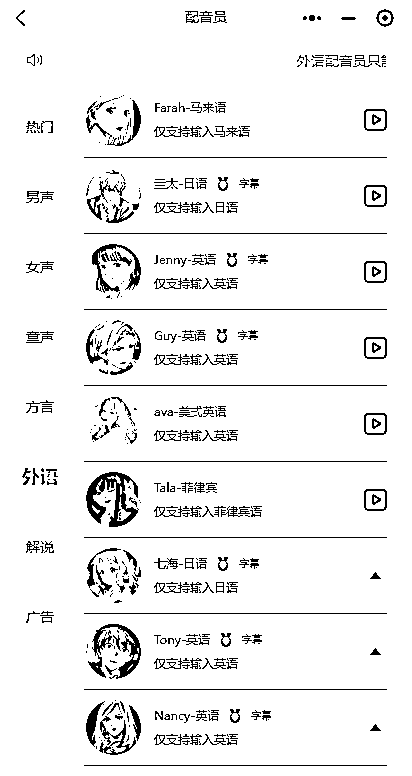 配音员
外语配音员只能
热门
男声
女声
童声
方言
外语
解说
广告
Farah-马来语
仅支持输入马来语
三太-日语 字幕
仅支持输入日语
Jenny-英语 字幕
仅支持输入英语
Guy-英语 字幕
仅支持输入英语
ava-美式英语
仅支持输入英语
Tala-菲律宾
仅支持输入菲律宾语
七海-日语 字幕
仅支持输入日语
Tony-英语 字幕
仅支持输入英语
Nancy-英语 字幕
仅支持输入英语